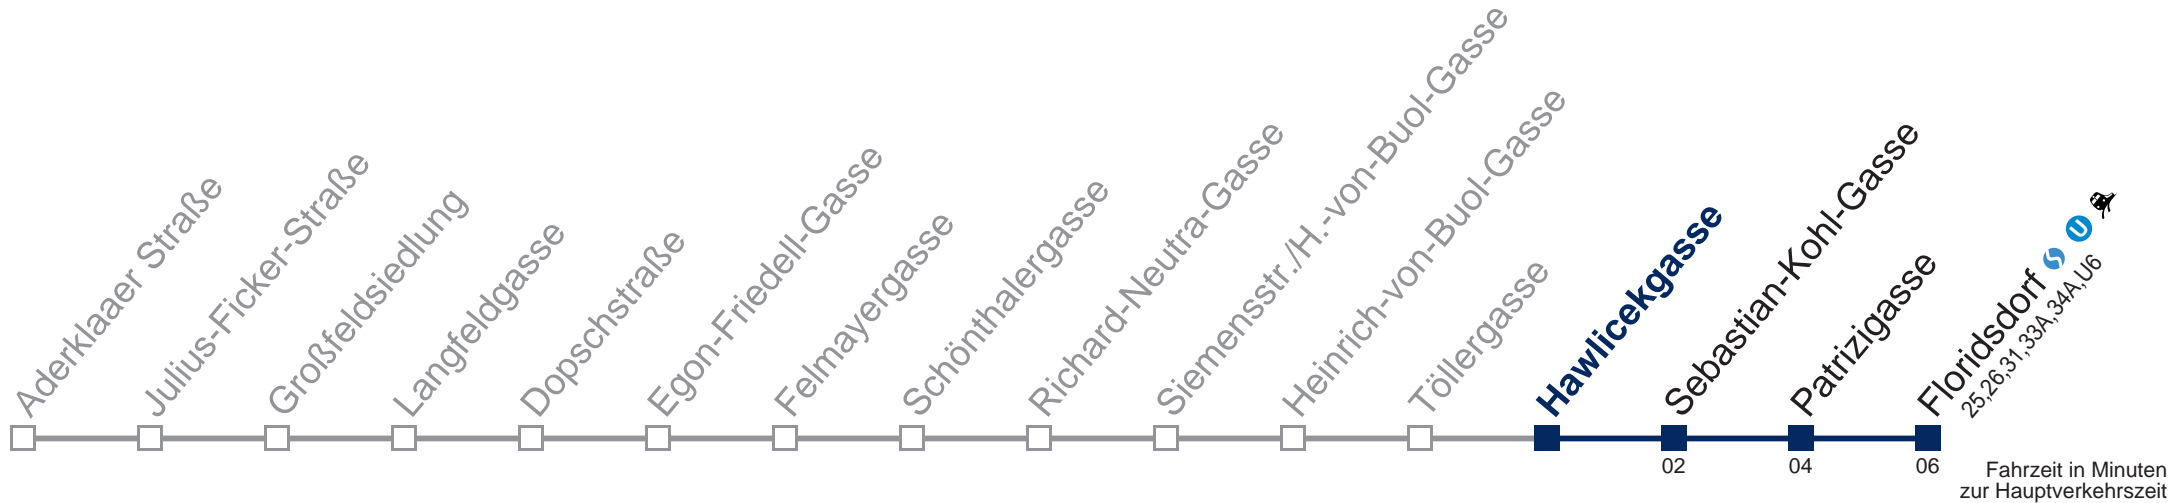 Aderklaaer Straße
Julius-Ficker-Straße
Großfeldsiedlung
Langfeldgasse
Dopschstraße
Egon-Friedell-Gasse
Felmayergasse
Schönthalergasse
Richard-Neutra-Gasse
Siemensstr./H.-von-Buol-Gasse
Heinrich-von-Buol-Gasse
Töllergasse
Hawlicekgasse
Sebastian-Kohl-Gasse
Patrizigasse
Floridsdorf S U
25,26,31,33A,34A,U6
02 04 06
Fahrzeit in Minuten
zur Hauptverkehrszeit